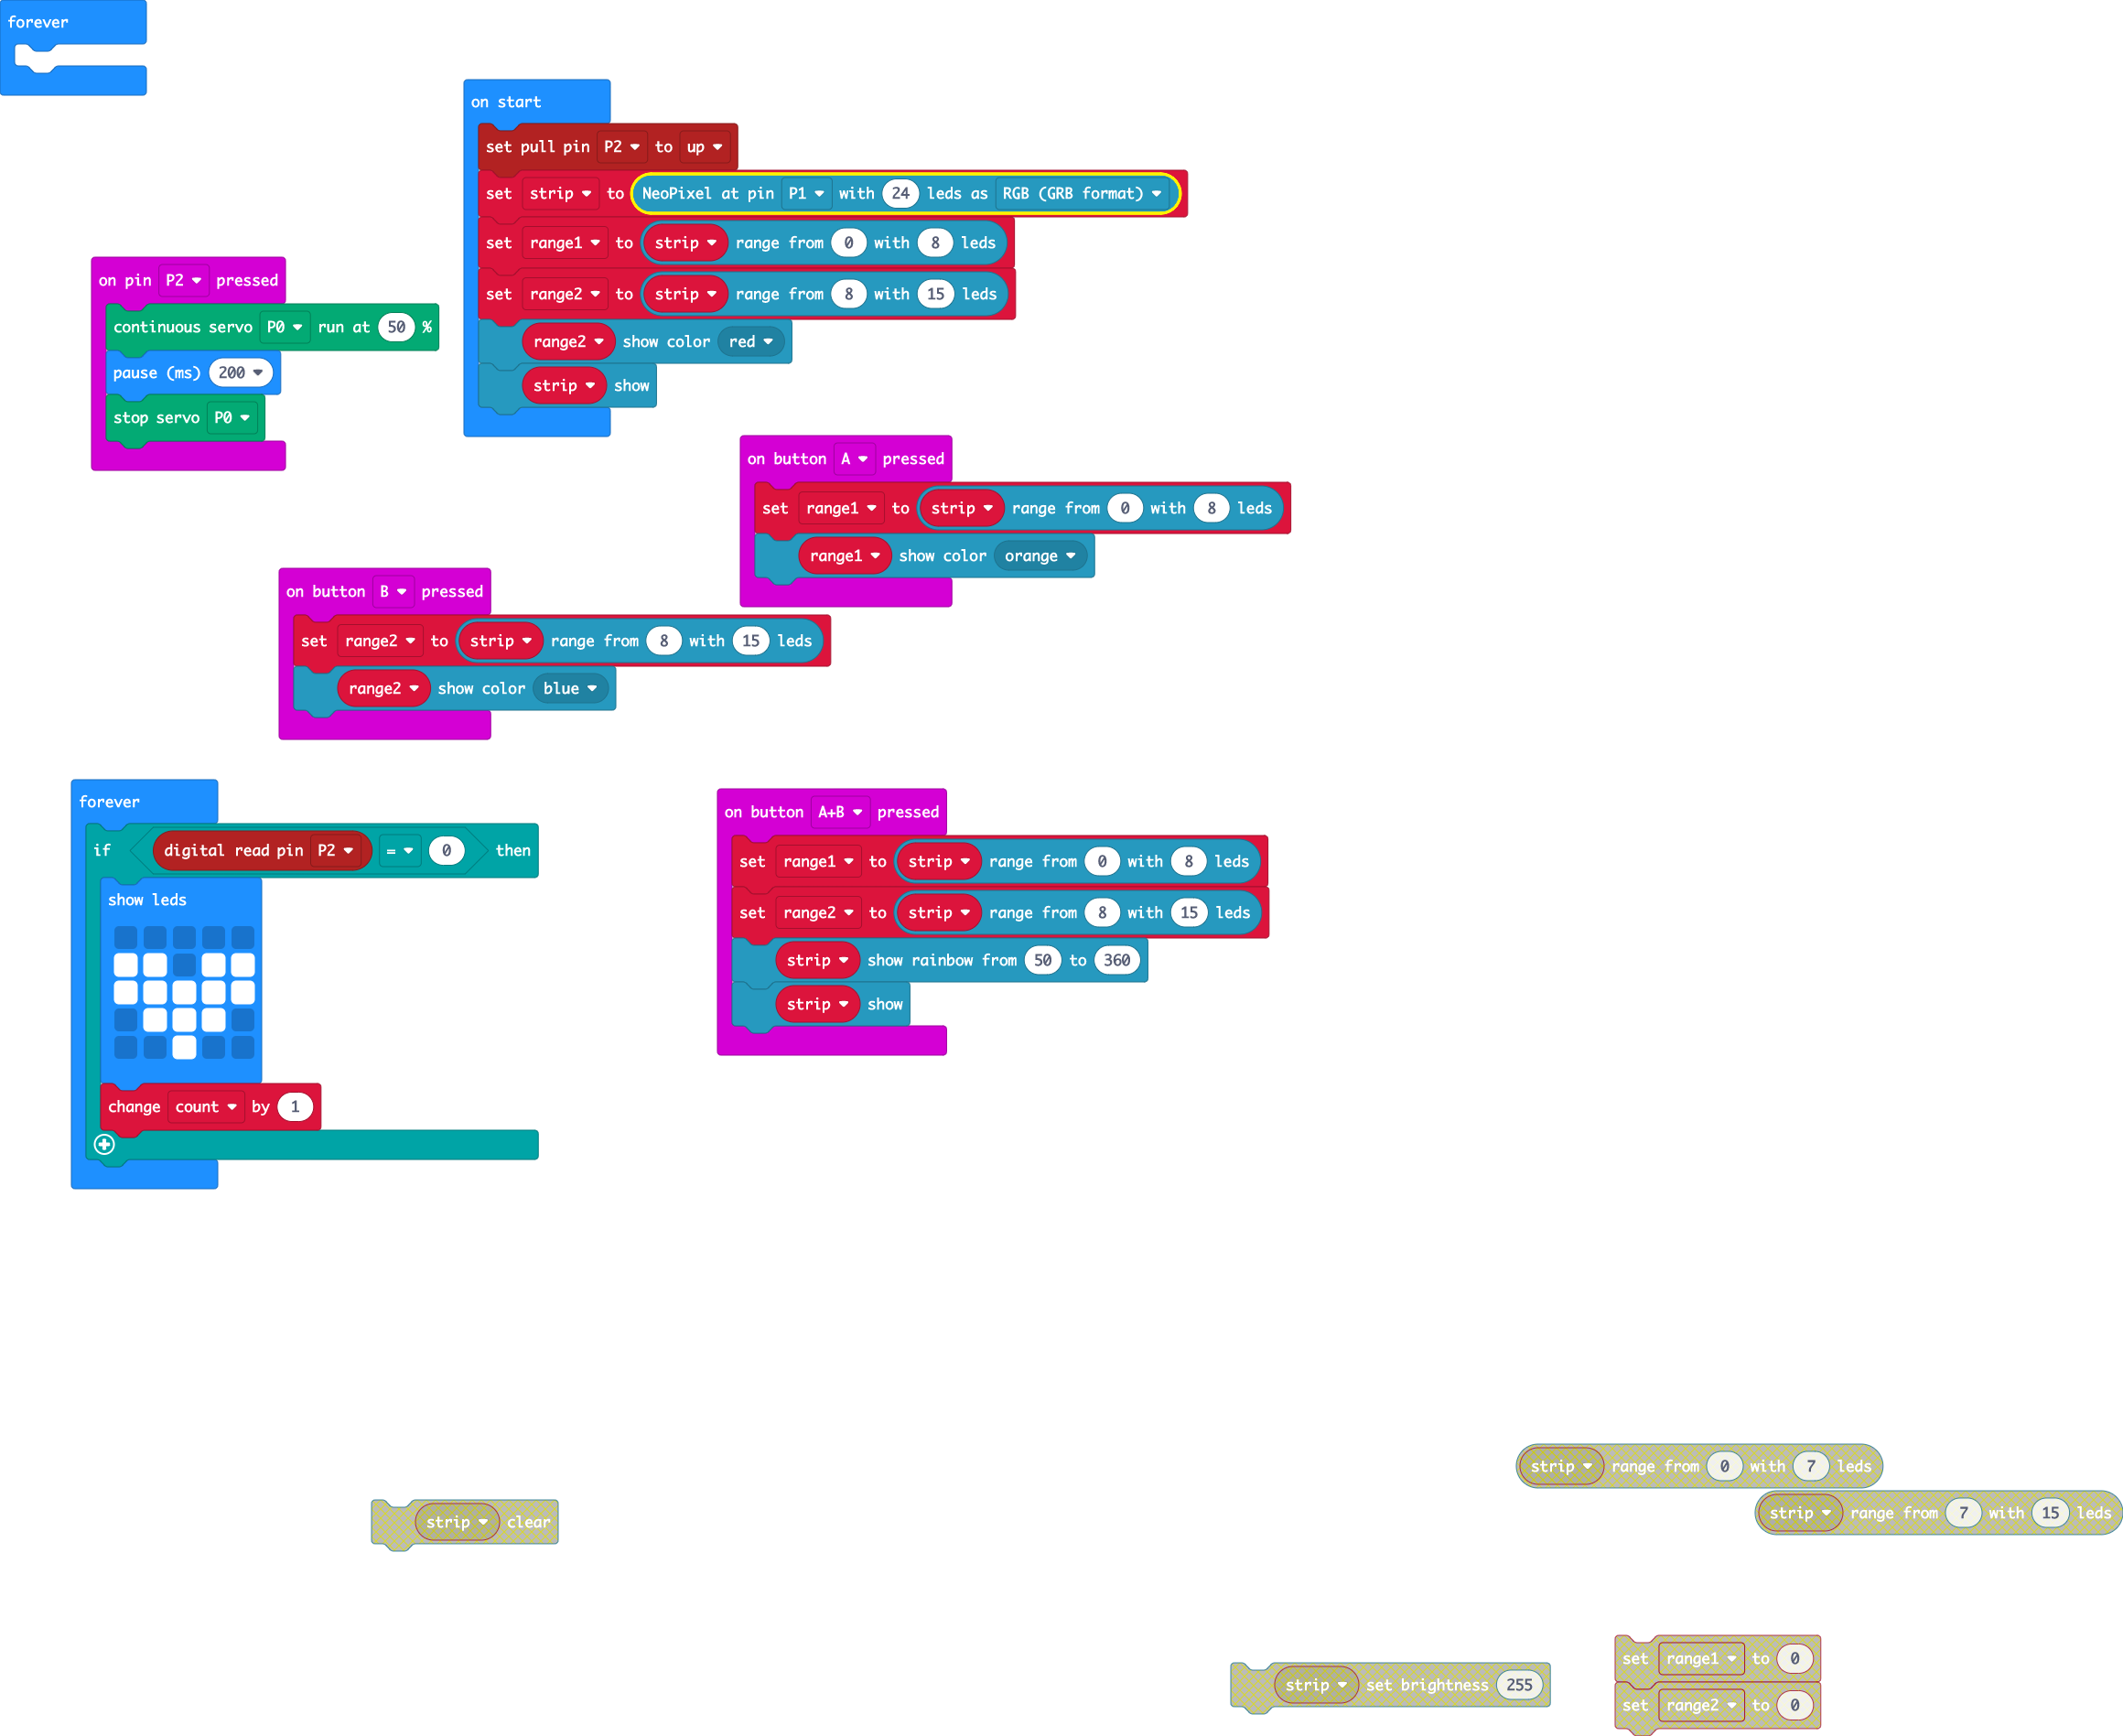 forever
on start
set pull pin P2 to up
set strip to NeoPixel at pin P1 with 24 leds as RGB (GRB format)
set range1 to strip range from 0 with 8 leds
set range2 to strip range from 8 with 15 leds
range2 show color red
strip show
on pin P2 pressed
continuous servo P0 run at 50 %
pause (ms) 200
stop servo P0
on button A pressed
set range1 to strip range from 0 with 8 leds
range1 show color orange
on button B pressed
set range2 to strip range from 8 with 15 leds
range2 show color blue
forever
if digital read pin P2 = 0 then
show leds
change count by 1
on button A+B pressed
set range1 to strip range from 0 with 8 leds
set range2 to strip range from 8 with 15 leds
strip show rainbow from 50 to 360
strip show
strip range from 0 with 7 leds
strip range from 7 with 15 leds
strip clear
strip set brightness 255
set range1 to 0
set range2 to 0